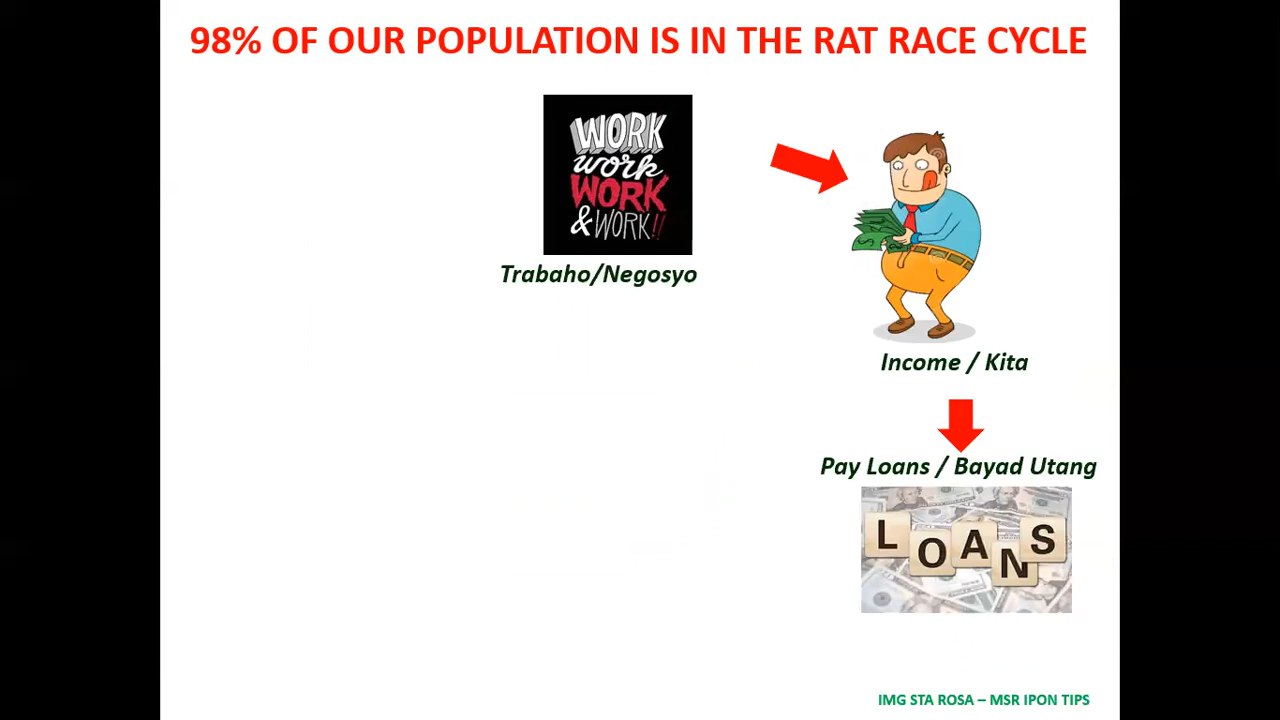 98% OF OUR POPULATION IS IN THE RAT RACE CYCLE
WORK
work
WORK
& WORK!!
Trabaho/Negosyo
Income / Kita
Pay Loans / Bayad Utang
LOANS
IMG STA ROSA – MSR IPON TIPS